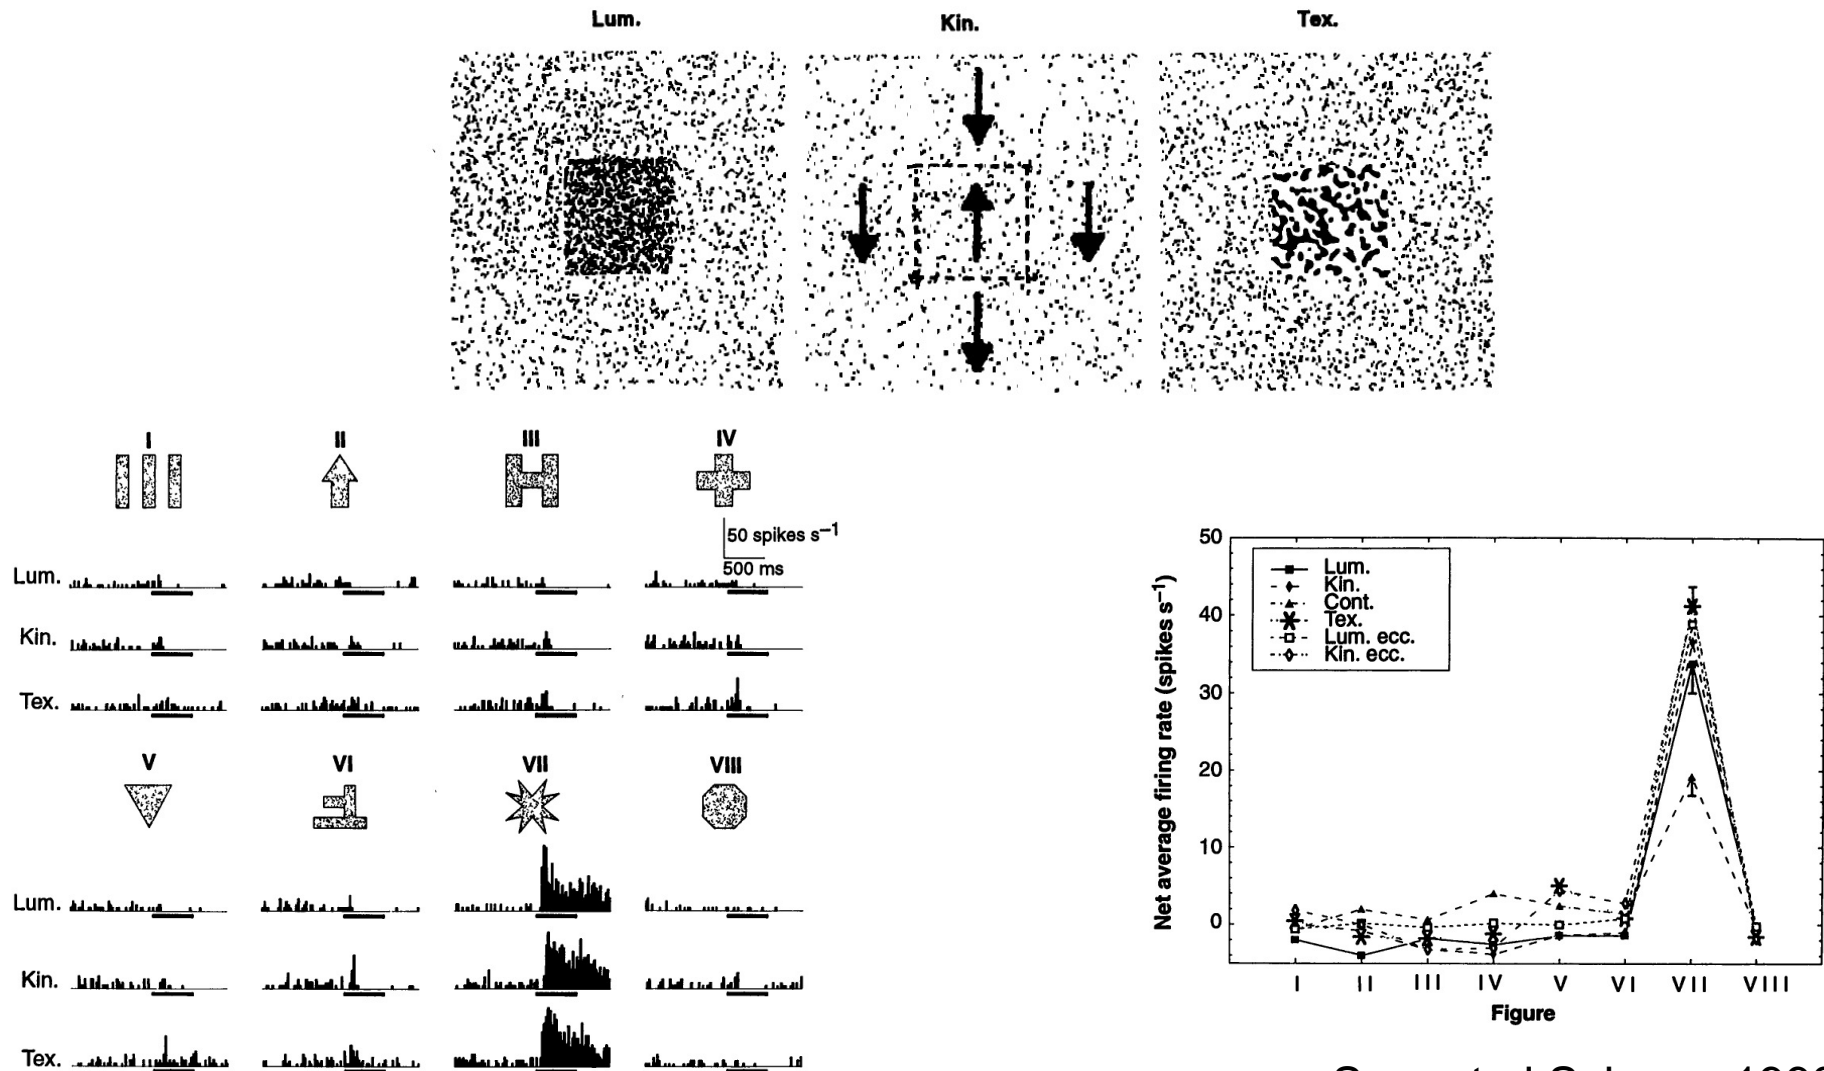 Lum.
Kin.
Tex.
I
II
III
IV
50 spikes s⁻¹
500 ms
Lum.
Kin.
Tex.
V
VI
VII
VIII
Lum.
Kin.
Tex.
Net average firing rate (spikes s⁻¹)
50
40
30
20
10
0
Lum.
Kin.
Cont.
Tex.
Lum. ecc.
Kin. ecc.
I
II
III
IV
V
VI
VII
VIII
Figure